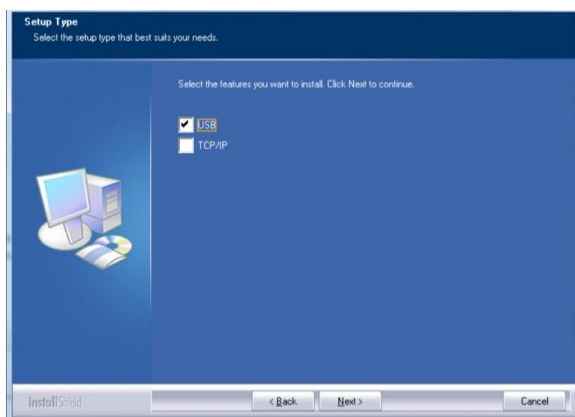 Setup Type
Select the setup type that best suits your needs.
Select the features you want to install. Click Next to continue.
USB
TCP/IP
InstallShield
< Back
Next >
Cancel